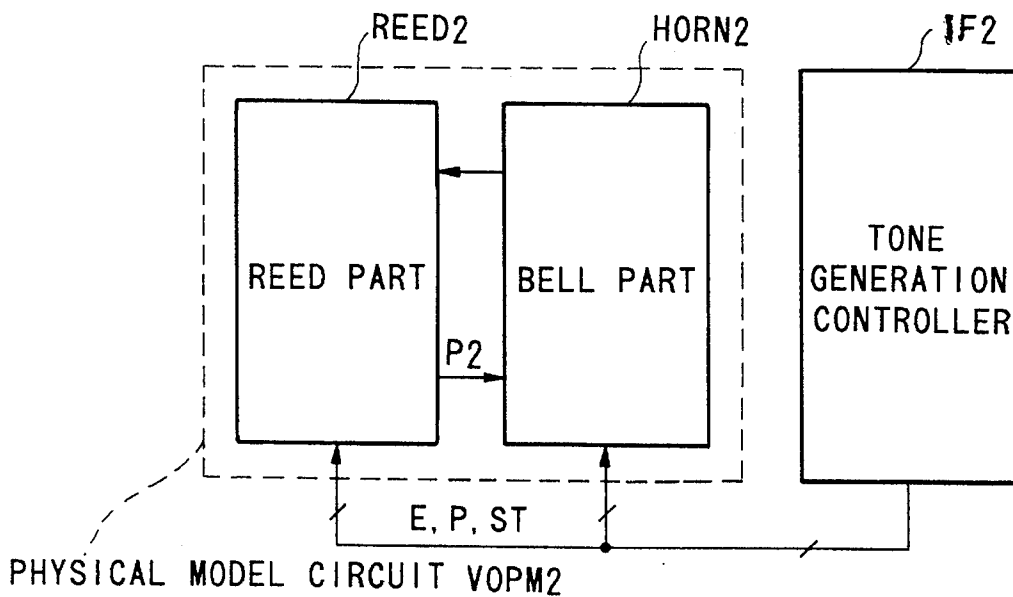 REED2
HORN2
IF2
REED PART
BELL PART
TONE
GENERATION
CONTROLLER
P2
E, P, ST
PHYSICAL MODEL CIRCUIT VOPM2